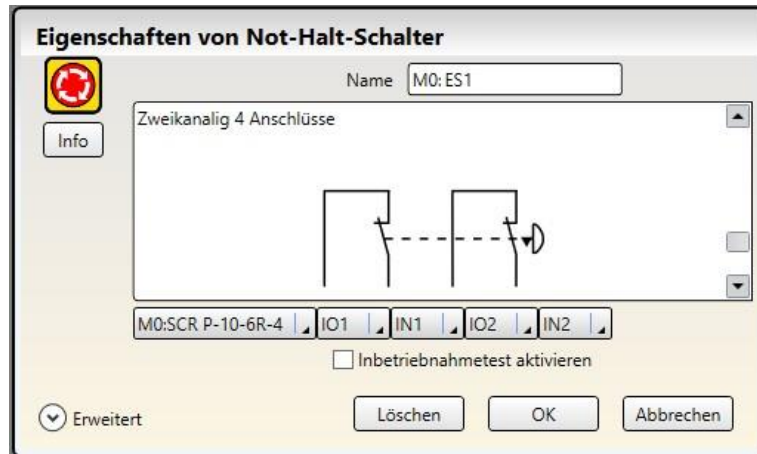 Eigenschaften von Not-Halt-Schalter
Name M0: ES1
Info
Zweikanalig 4 Anschlüsse
M0:SCR P-10-6R-4 IO1 IN1 IO2 IN2
Inbetriebnahmetest aktivieren
Erweitert Löschen OK Abbrechen